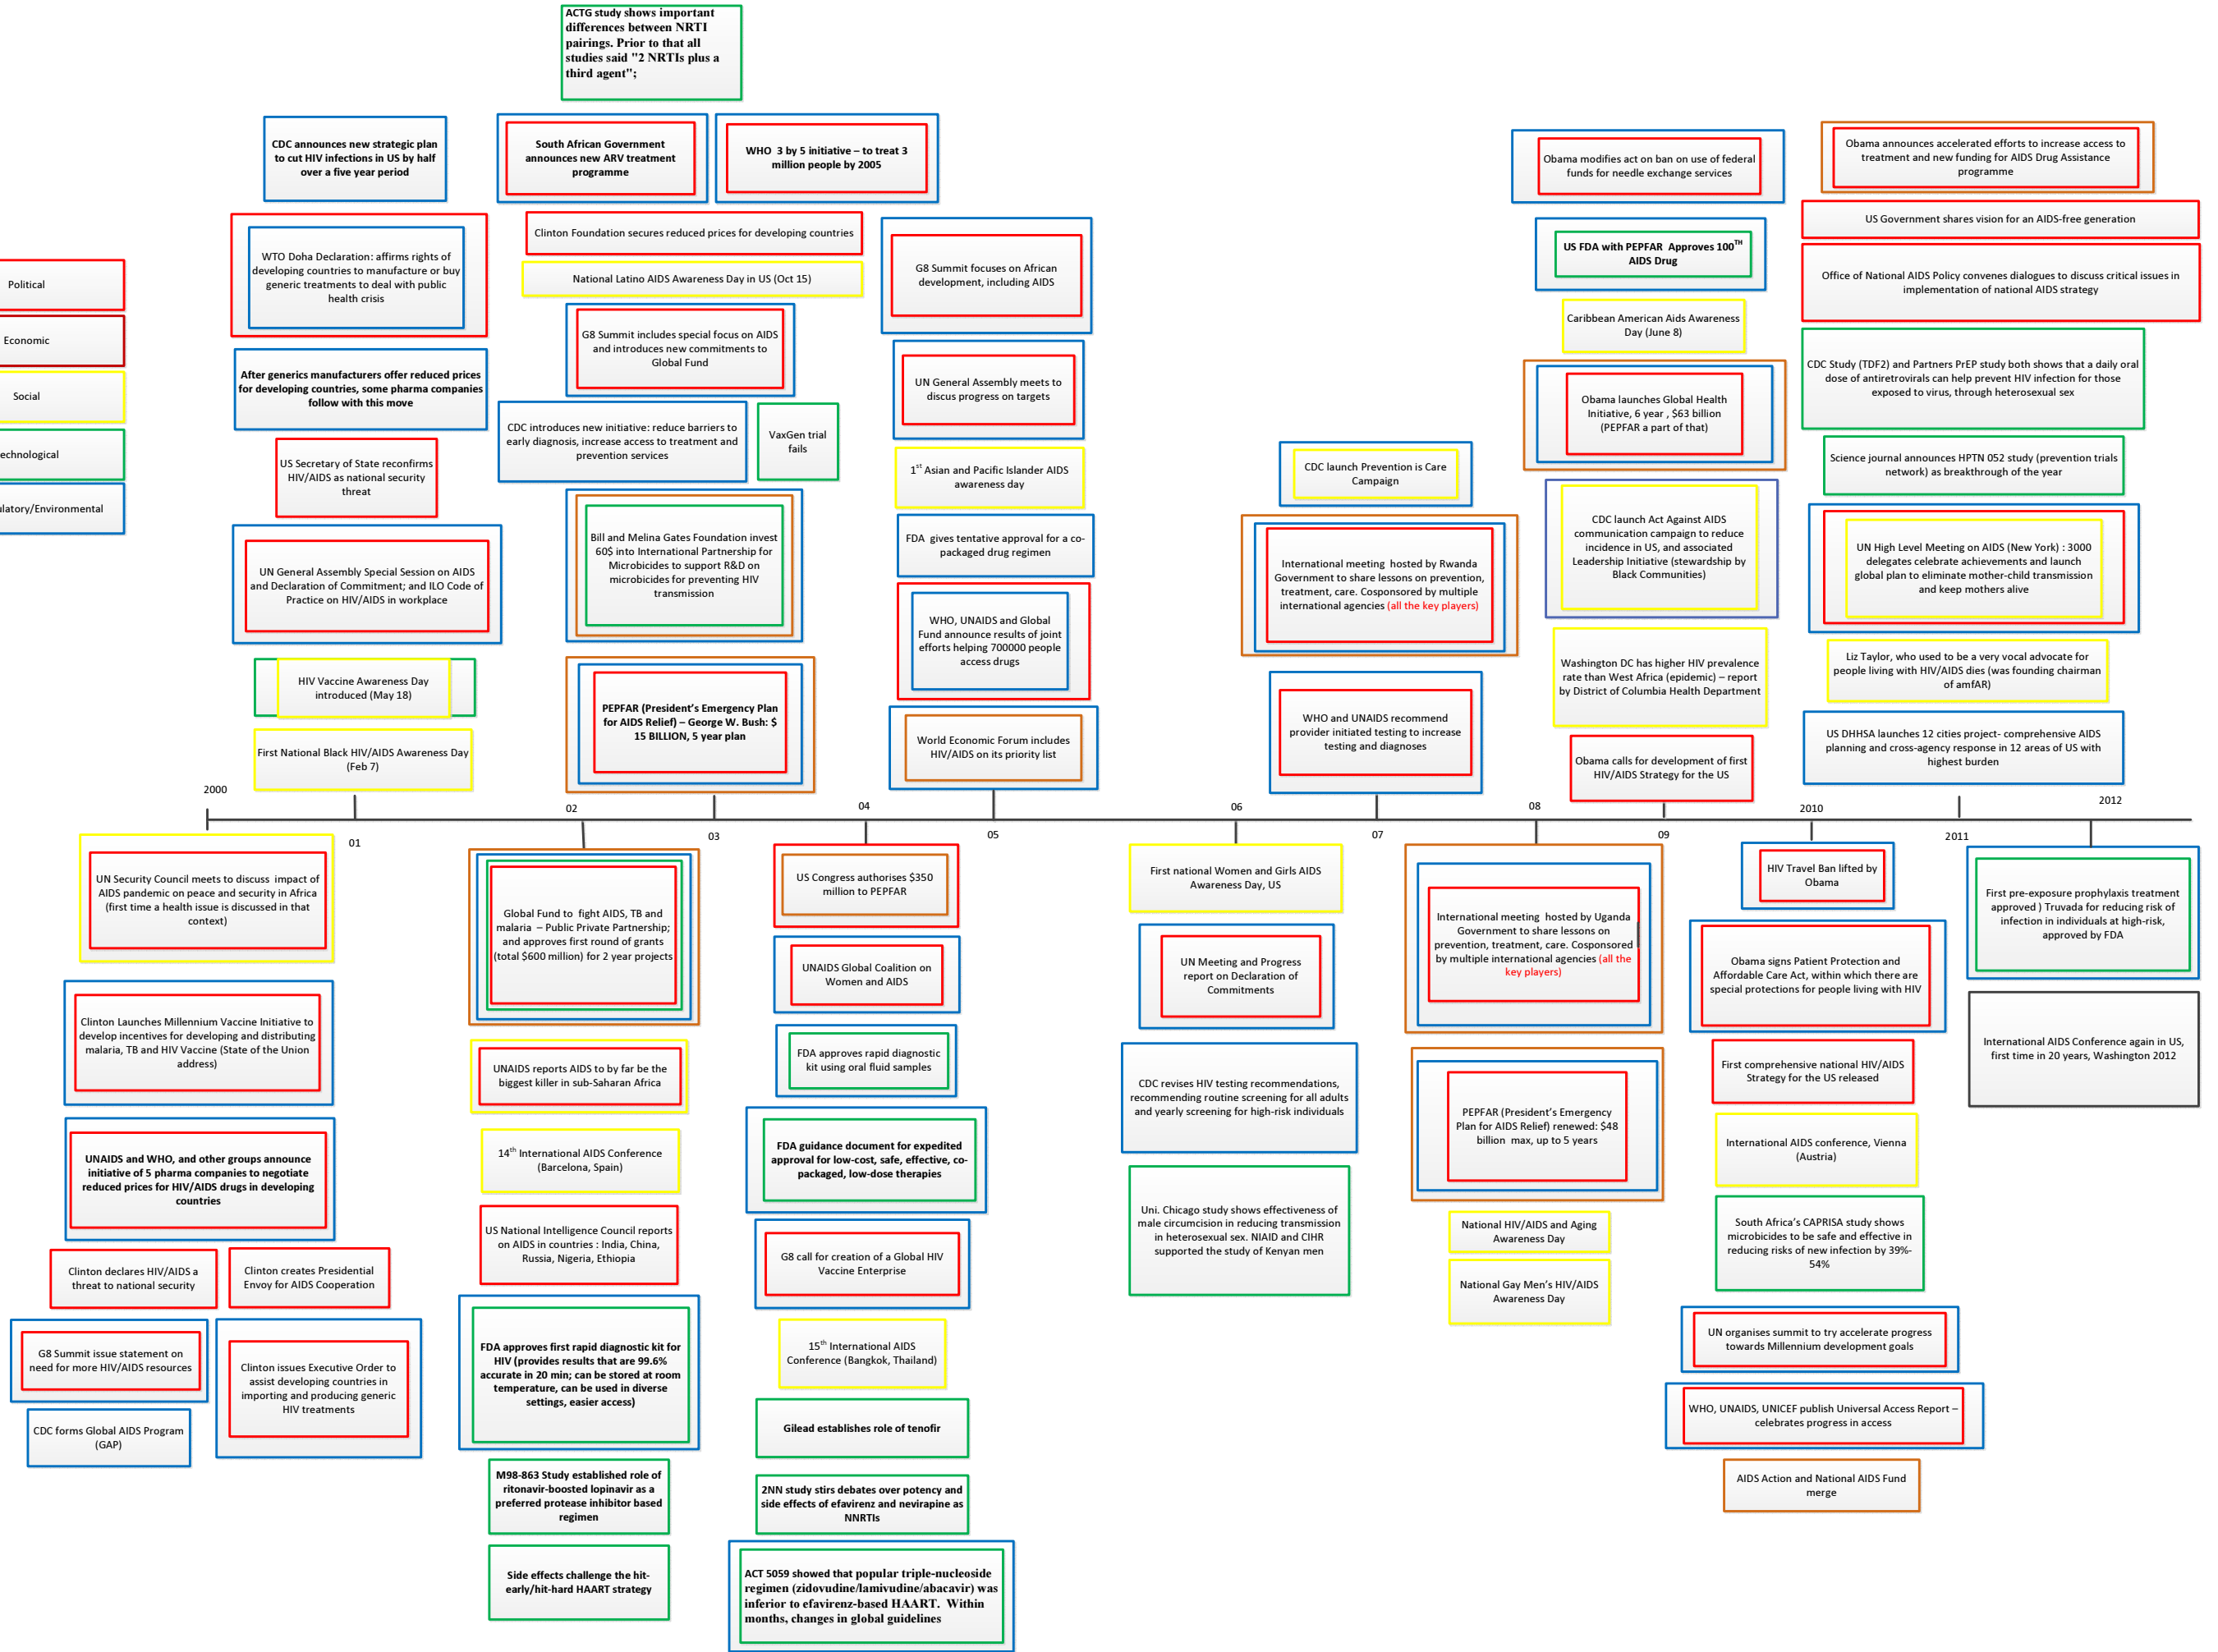 ACTG study shows important
differences between NRTI
pairings. Prior to that all
studies said "2 NRTIs plus a
third agent";
Political
Economic
Social
echnological
ulatory/Environmental
CDC announces new strategic plan
to cut HIV infections in US by half
over a five year period
WTO Doha Declaration: affirms rights of
developing countries to manufacture or buy
generic treatments to deal with public
health crisis
After generics manufacturers offer reduced prices
for developing countries, some pharma companies
follow with this move
US Secretary of State reconfirms
HIV/AIDS as national security
threat
UN General Assembly Special Session on AIDS
and Declaration of Commitment; and ILO Code of
Practice on HIV/AIDS in workplace
HIV Vaccine Awareness Day
introduced (May 18)
First National Black HIV/AIDS Awareness Day
(Feb 7)
South African Government
announces new ARV treatment
programme
WHO 3 by 5 initiative – to treat 3
million people by 2005
Clinton Foundation secures reduced prices for developing countries
National Latino AIDS Awareness Day in US (Oct 15)
G8 Summit includes special focus on AIDS
and introduces new commitments to
Global Fund
CDC introduces new initiative: reduce barriers to
early diagnosis, increase access to treatment and
prevention services
VaxGen trial
fails
Bill and Melina Gates Foundation invest
60$ into International Partnership for
Microbicides to support R&D on
microbicides for preventing HIV
transmission
PEPFAR (President's Emergency Plan
for AIDS Relief) – George W. Bush: $
15 BILLION, 5 year plan
G8 Summit focuses on African
development, including AIDS
UN General Assembly meets to
discus progress on targets
1st Asian and Pacific Islander AIDS
awareness day
FDA gives tentative approval for a co-
packaged drug regimen
WHO, UNAIDS and Global
Fund announce results of joint
efforts helping 700000 people
access drugs
World Economic Forum includes
HIV/AIDS on its priority list
CDC launch Prevention is Care
Campaign
International meeting hosted by Rwanda
Government to share lessons on prevention,
treatment, care. Cosponsored by multiple
international agencies (all the key players)
WHO and UNAIDS recommend
provider initiated testing to increase
testing and diagnoses
Obama modifies act on ban on use of federal
funds for needle exchange services
US FDA with PEPFAR Approves 100TH
AIDS Drug
Caribbean American Aids Awareness
Day (June 8)
Obama launches Global Health
Initiative, 6 year , $63 billion
(PEPFAR a part of that)
CDC launch Act Against AIDS
communication campaign to reduce
incidence in US, and associated
Leadership Initiative (stewardship by
Black Communities)
Washington DC has higher HIV prevalence
rate than West Africa (epidemic) – report
by District of Columbia Health Department
Obama calls for development of first
HIV/AIDS Strategy for the US
Obama announces accelerated efforts to increase access to
treatment and new funding for AIDS Drug Assistance
programme
US Government shares vision for an AIDS-free generation
Office of National AIDS Policy convenes dialogues to discuss critical issues in
implementation of national AIDS strategy
CDC Study (TDF2) and Partners PrEP study both shows that a daily oral
dose of antiretrovirals can help prevent HIV infection for those
exposed to virus, through heterosexual sex
Science journal announces HPTN 052 study (prevention trials
network) as breakthrough of the year
UN High Level Meeting on AIDS (New York) : 3000
delegates celebrate achievements and launch
global plan to eliminate mother-child transmission
and keep mothers alive
Liz Taylor, who used to be a very vocal advocate for
people living with HIV/AIDS dies (was founding chairman
of amfAR)
US DHHSA launches 12 cities project- comprehensive AIDS
planning and cross-agency response in 12 areas of US with
highest burden
2000
01
02
03
04
05
06
07
08
09
2010
2011
2012
UN Security Council meets to discuss impact of
AIDS pandemic on peace and security in Africa
(first time a health issue is discussed in that
context)
Clinton Launches Millennium Vaccine Initiative to
develop incentives for developing and distributing
malaria, TB and HIV Vaccine (State of the Union
address)
UNAIDS and WHO, and other groups announce
initiative of 5 pharma companies to negotiate
reduced prices for HIV/AIDS drugs in developing
countries
Clinton declares HIV/AIDS a
threat to national security
Clinton creates Presidential
Envoy for AIDS Cooperation
G8 Summit issue statement on
need for more HIV/AIDS resources
Clinton issues Executive Order to
assist developing countries in
importing and producing generic
HIV treatments
CDC forms Global AIDS Program
(GAP)
Global Fund to fight AIDS, TB and
malaria – Public Private Partnership;
and approves first round of grants
(total $600 million) for 2 year projects
UNAIDS reports AIDS to by far be the
biggest killer in sub-Saharan Africa
14th International AIDS Conference
(Barcelona, Spain)
US National Intelligence Council reports
on AIDS in countries : India, China,
Russia, Nigeria, Ethiopia
FDA approves first rapid diagnostic kit for
HIV (provides results that are 99.6%
accurate in 20 min; can be stored at room
temperature, can be used in diverse
settings, easier access)
M98-863 Study established role of
ritonavir-boosted lopinavir as a
preferred protease inhibitor based
regimen
Side effects challenge the hit-
early/hit-hard HAART strategy
US Congress authorises $350
million to PEPFAR
UNAIDS Global Coalition on
Women and AIDS
FDA approves rapid diagnostic
kit using oral fluid samples
FDA guidance document for expedited
approval for low-cost, safe, effective, co-
packaged, low-dose therapies
G8 call for creation of a Global HIV
Vaccine Enterprise
15th International AIDS
Conference (Bangkok, Thailand)
Gilead establishes role of tenofir
2NN study stirs debates over potency and
side effects of efavirenz and nevirapine as
NNRTIs
ACT 5059 showed that popular triple-nucleoside
regimen (zidovudine/lamivudine/abacavir) was
inferior to efavirenz-based HAART. Within
months, changes in global guidelines
First national Women and Girls AIDS
Awareness Day, US
UN Meeting and Progress
report on Declaration of
Commitments
CDC revises HIV testing recommendations,
recommending routine screening for all adults
and yearly screening for high-risk individuals
Uni. Chicago study shows effectiveness of
male circumcision in reducing transmission
in heterosexual sex. NIAID and CIHR
supported the study of Kenyan men
International meeting hosted by Uganda
Government to share lessons on
prevention, treatment, care. Cosponsored
by multiple international agencies (all the
key players)
PEPFAR (President's Emergency
Plan for AIDS Relief) renewed: $48
billion max, up to 5 years
National HIV/AIDS and Aging
Awareness Day
National Gay Men's HIV/AIDS
Awareness Day
HIV Travel Ban lifted by
Obama
Obama signs Patient Protection and
Affordable Care Act, within which there are
special protections for people living with HIV
First comprehensive national HIV/AIDS
Strategy for the US released
International AIDS conference, Vienna
(Austria)
South Africa's CAPRISA study shows
microbicides to be safe and effective in
reducing risks of new infection by 39%-
54%
UN organises summit to try accelerate progress
towards Millennium development goals
WHO, UNAIDS, UNICEF publish Universal Access Report –
celebrates progress in access
AIDS Action and National AIDS Fund
merge
First pre-exposure prophylaxis treatment
approved ) Truvada for reducing risk of
infection in individuals at high-risk,
approved by FDA
International AIDS Conference again in US,
first time in 20 years, Washington 2012